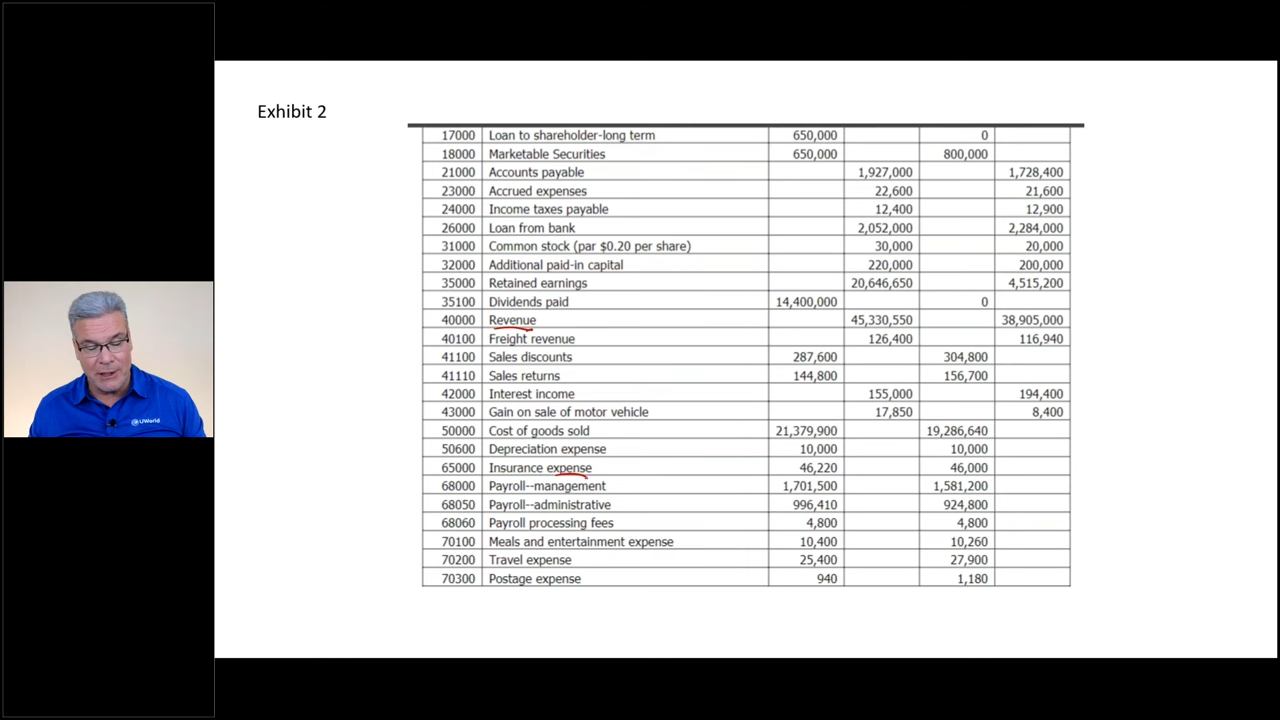 Exhibit 2
17000 Loan to shareholder-long term 650,000 0
18000 Marketable Securities 650,000 800,000
21000 Accounts payable 1,927,000 1,728,400
23000 Accrued expenses 22,600 21,600
24000 Income taxes payable 12,400 12,900
26000 Loan from bank 2,052,000 2,284,000
31000 Common stock (par $0.20 per share) 30,000 20,000
32000 Additional paid-in capital 220,000 200,000
35000 Retained earnings 20,646,650 4,515,200
35100 Dividends paid 14,400,000 0
40000 Revenue 45,330,550 38,905,000
40100 Freight revenue 126,400 116,940
41100 Sales discounts 287,600 304,800
41110 Sales returns 144,800 156,700
42000 Interest income 155,000 194,400
43000 Gain on sale of motor vehicle 17,850 8,400
50000 Cost of goods sold 21,379,900 19,286,640
50600 Depreciation expense 10,000 10,000
65000 Insurance expense 46,220 46,000
68000 Payroll--management 1,701,500 1,581,200
68050 Payroll--administrative 996,410 924,800
68060 Payroll processing fees 4,800 4,800
70100 Meals and entertainment expense 10,400 10,260
70200 Travel expense 25,400 27,900
70300 Postage expense 940 1,180
UWorld